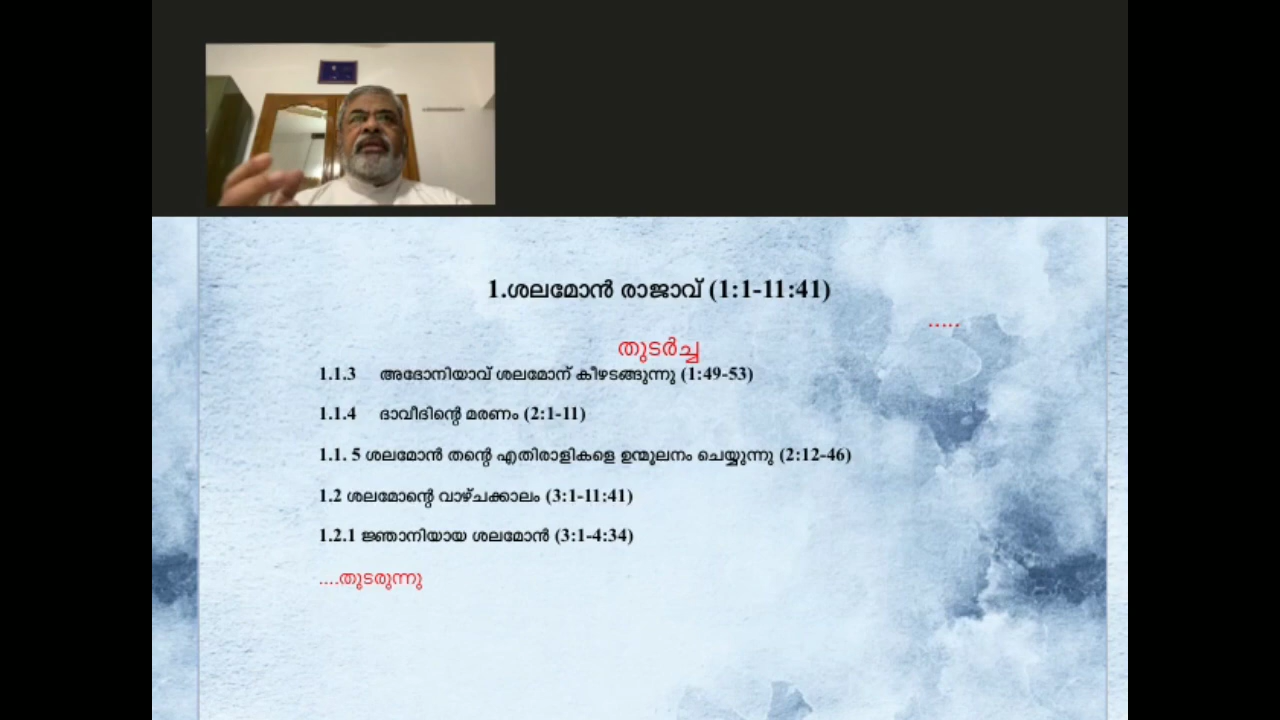 1.ശലമോൻ രാജാവ് (1:1-11:41)
.....
തുടർച്ച
1.1.3 അദോനിയാവ് ശലമോന് കീഴടങ്ങുന്നു (1:49-53)
1.1.4 ദാവീദിന്റെ മരണം (2:1-11)
1.1. 5 ശലമോൻ തന്റെ എതിരാളികളെ ഉന്മൂലനം ചെയ്യുന്നു (2:12-46)
1.2 ശലമോന്റെ വാഴ്ചക്കാലം (3:1-11:41)
1.2.1 ജ്ഞാനിയായ ശലമോൻ (3:1-4:34)
....തുടരുന്നു